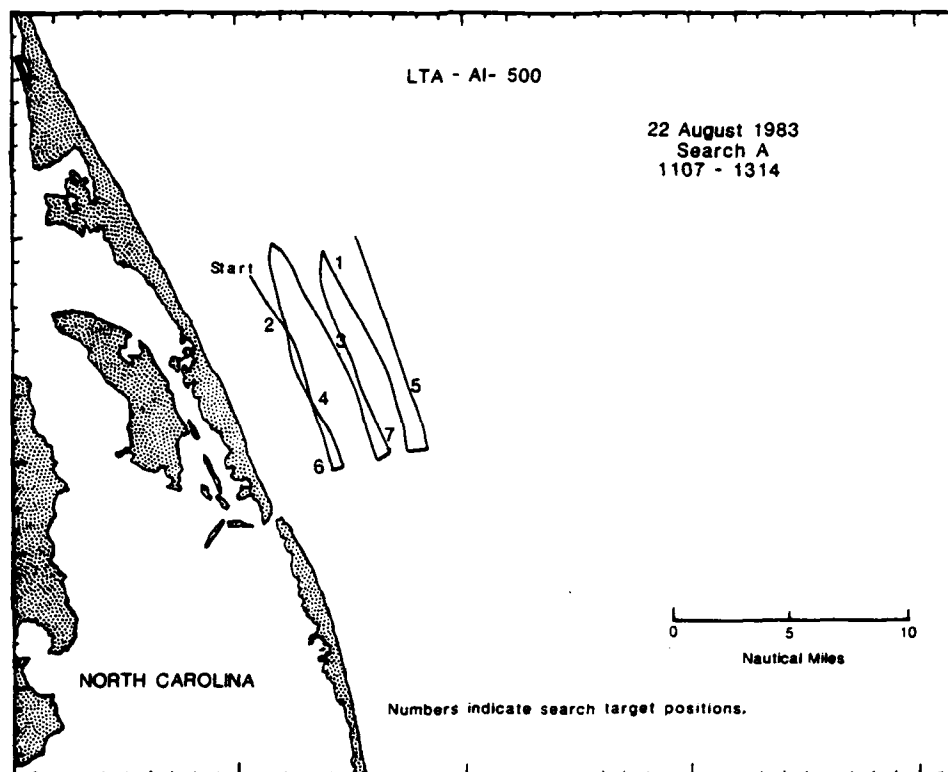 LTA - AI- 500
22 August 1983
Search A
1107 - 1314
Start
1
2
3
4
5
6
7
0 5 10
Nautical Miles
NORTH CAROLINA
Numbers indicate search target positions.